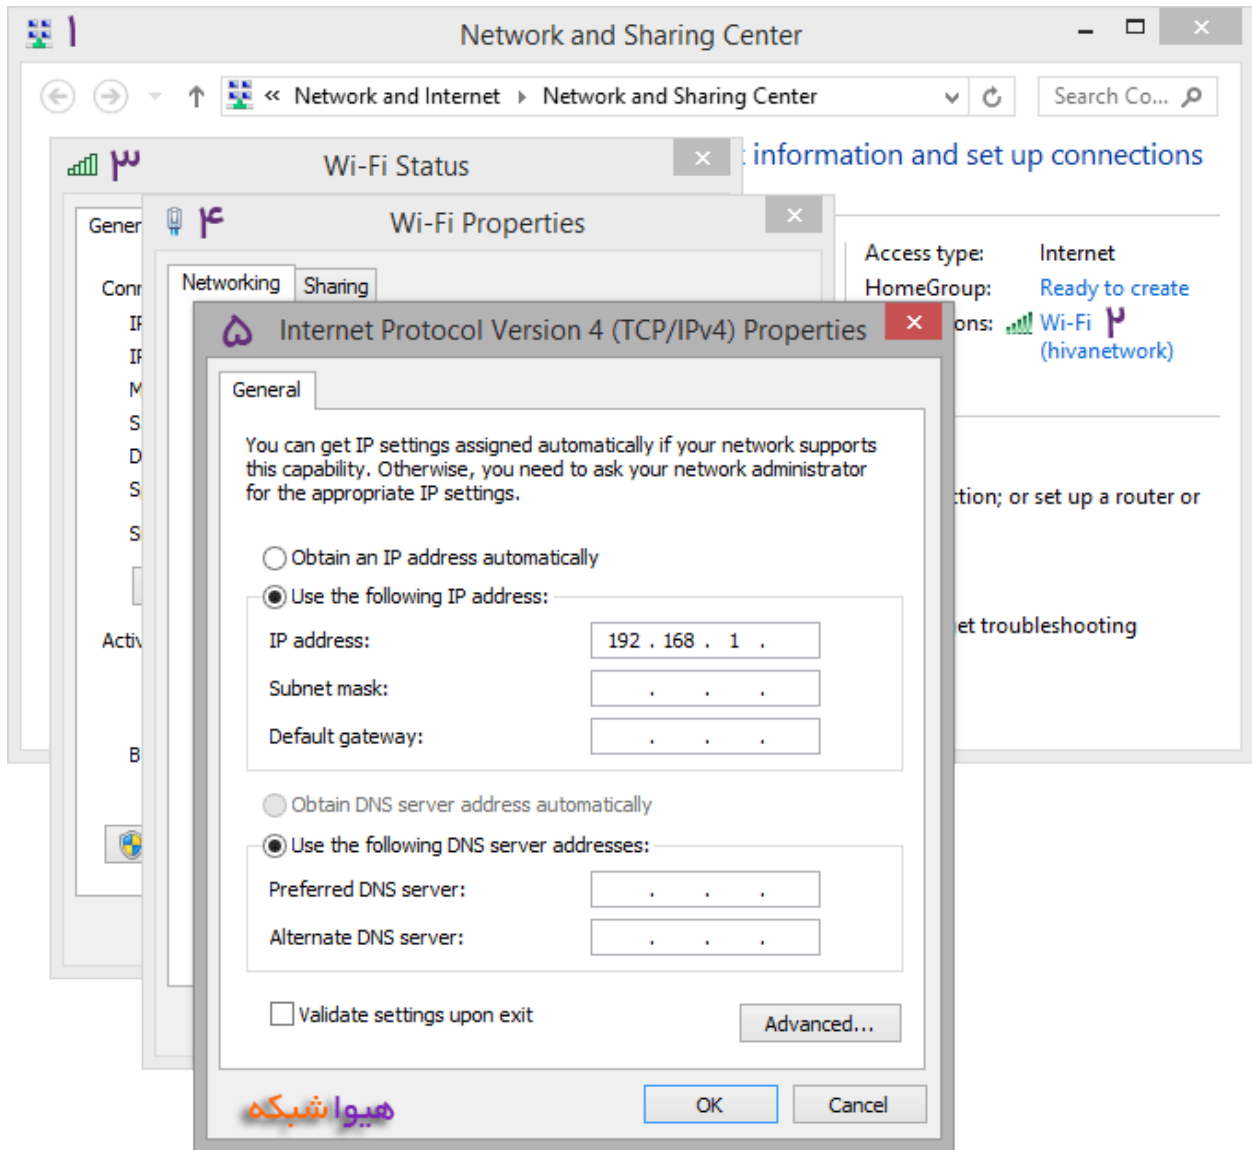 ۱ Network and Sharing Center
« Network and Internet Network and Sharing Center Search Co...
information and set up connections
۳ Wi-Fi Status
۴ Wi-Fi Properties
Access type: Internet
HomeGroup: Ready to create
Wi-Fi ۲
(hivanetwork)
Networking Sharing
۵ Internet Protocol Version 4 (TCP/IPv4) Properties
General
You can get IP settings assigned automatically if your network supports
this capability. Otherwise, you need to ask your network administrator
for the appropriate IP settings.
or set up a router or
troubleshooting
Obtain an IP address automatically
Use the following IP address:
IP address: 192 . 168 . 1 .
Subnet mask: . . .
Default gateway: . . .
Obtain DNS server address automatically
Use the following DNS server addresses:
Preferred DNS server: . . .
Alternate DNS server: . . .
Validate settings upon exit
Advanced...
هیوا شبکه
OK Cancel